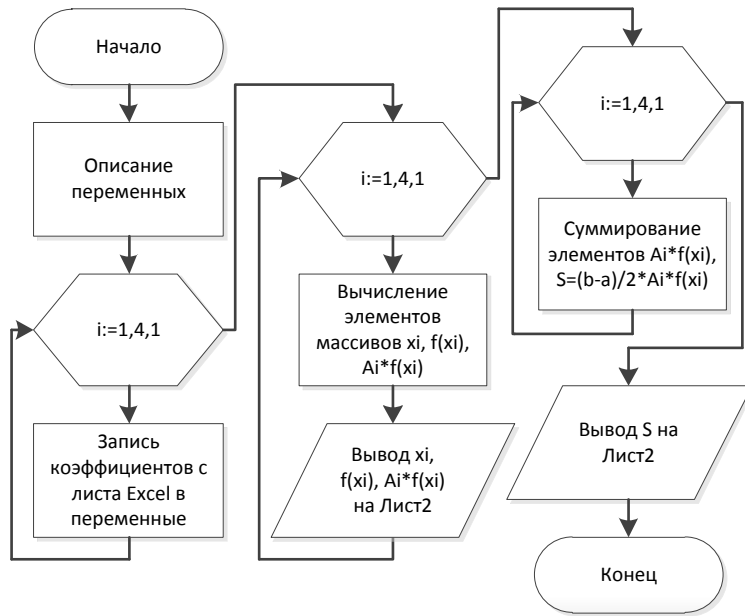 Начало
Описание
переменных
i:=1,4,1
Запись
коэффициентов с
листа Excel в
переменные
i:=1,4,1
Вычисление
элементов
массивов xi, f(xi),
Ai*f(xi)
Вывод xi,
f(xi), Ai*f(xi)
на Лист2
i:=1,4,1
Суммирование
элементов Ai*f(xi),
S=(b-a)/2*Ai*f(xi)
Вывод S на
Лист2
Конец